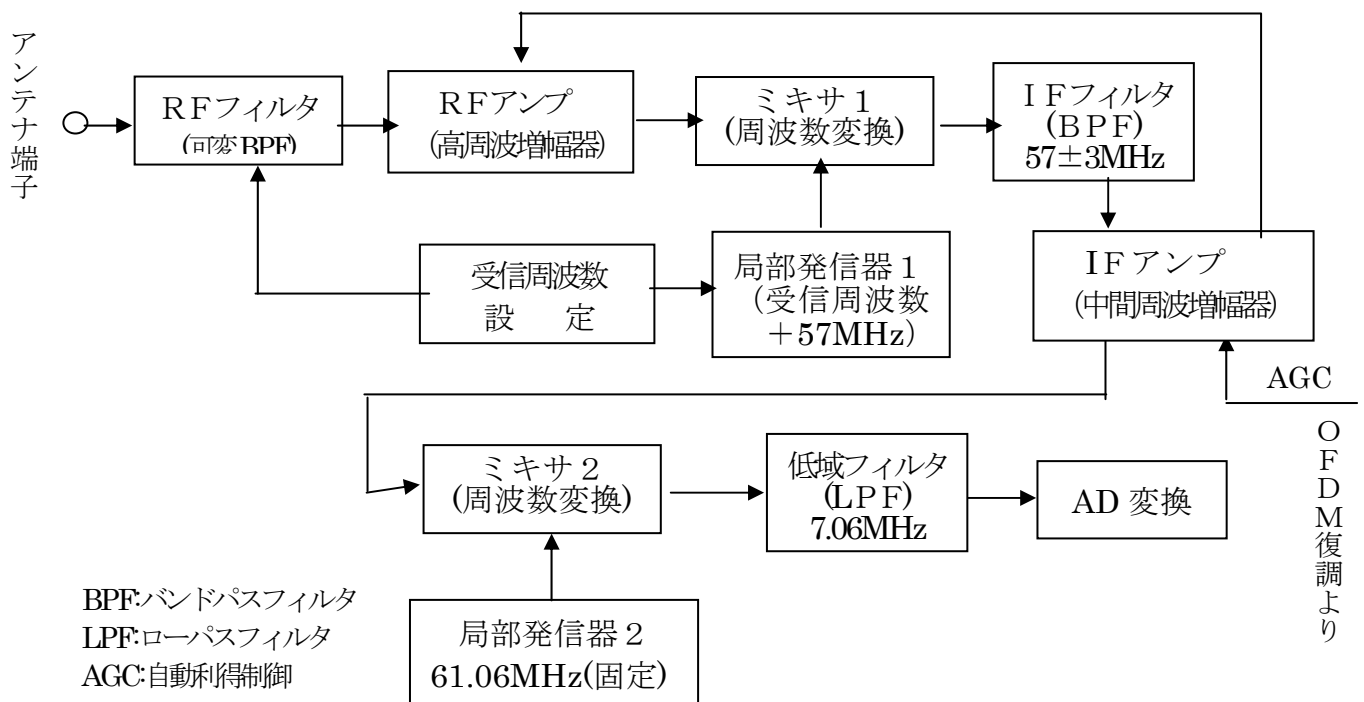 アンテナ端子
RFフィルタ
(可変BPF)
RFアンプ
(高周波増幅器)
ミキサ1
(周波数変換)
IFフィルタ
(BPF)
57±3MHz
受信周波数
設 定
局部発信器1
(受信周波数
+57MHz)
IFアンプ
(中間周波増幅器)
AGC
OFDM復調より
ミキサ2
(周波数変換)
低域フィルタ
(LPF)
7.06MHz
AD変換
局部発信器2
61.06MHz(固定)
BPF:バンドパスフィルタ
LPF:ローパスフィルタ
AGC:自動利得制御